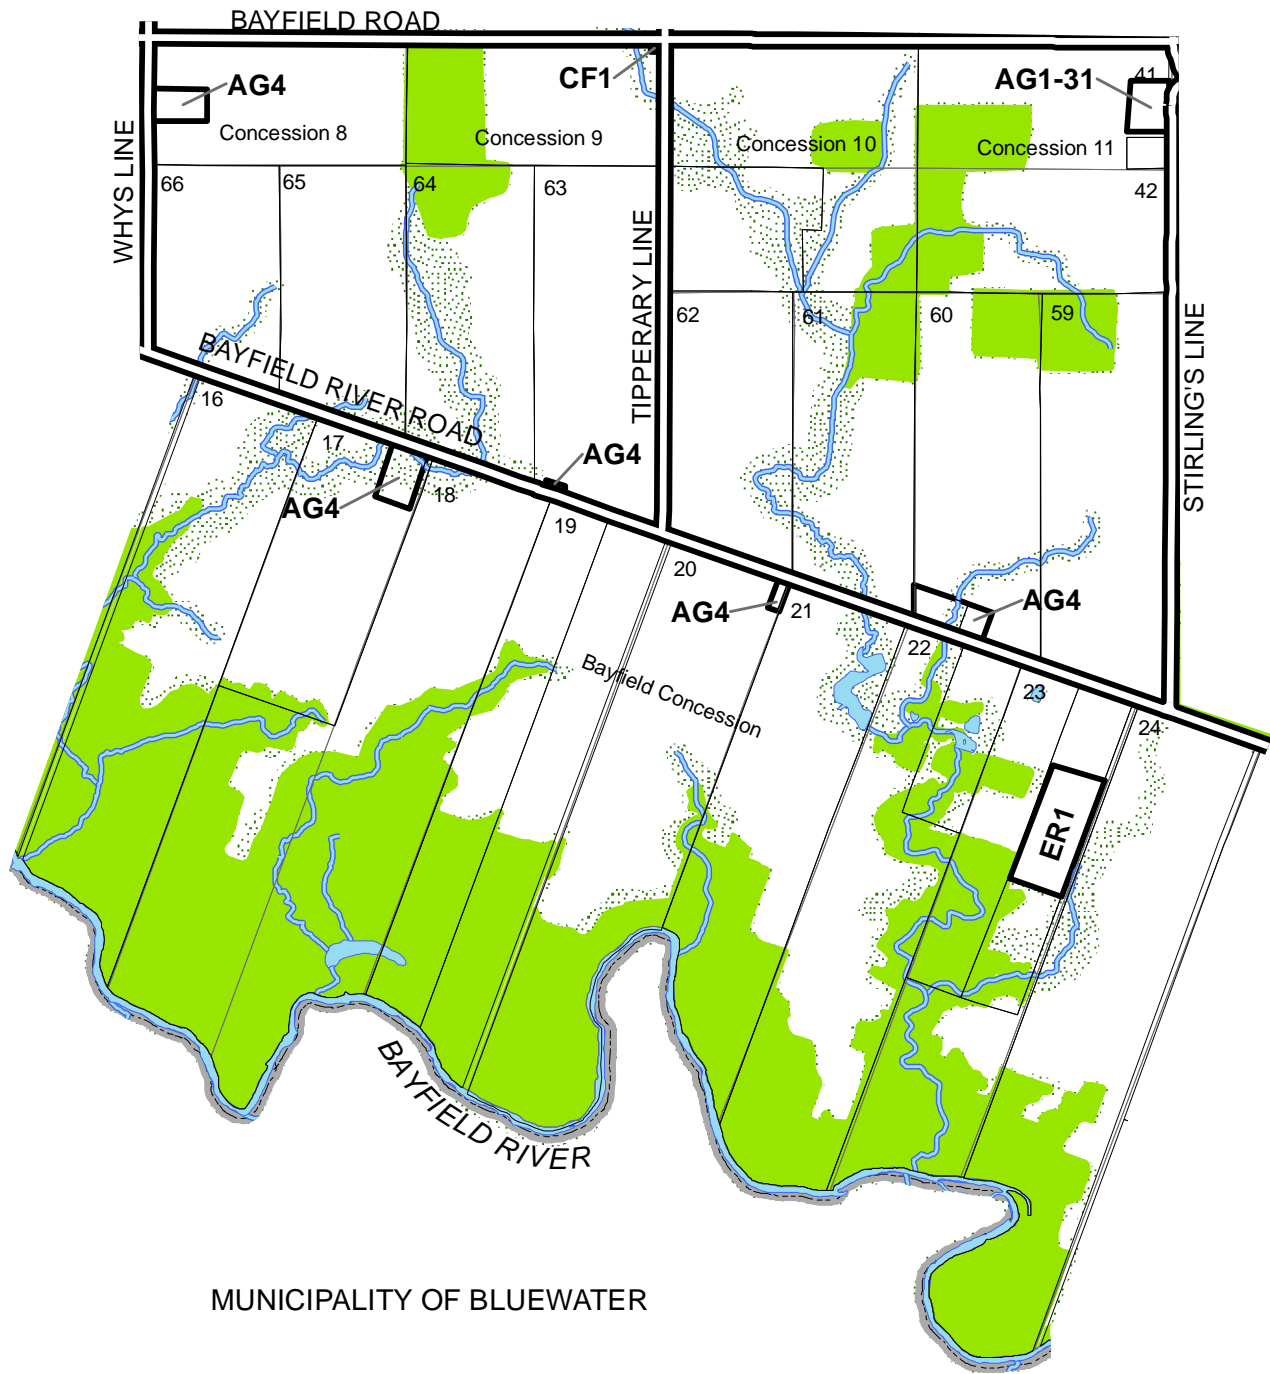 BAYFIELD ROAD
AG4
CF1
AG1-31
41
Concession 8
Concession 9
Concession 10
Concession 11
WHYS LINE
66
65
64
63
42
TIPPERARY LINE
62
61
60
59
STIRLING'S LINE
BAYFIELD RIVER ROAD
16
17
AG4
18
AG4
19
20
AG4
21
AG4
22
23
24
Bayfield Concession
ER1
BAYFIELD RIVER
MUNICIPALITY OF BLUEWATER